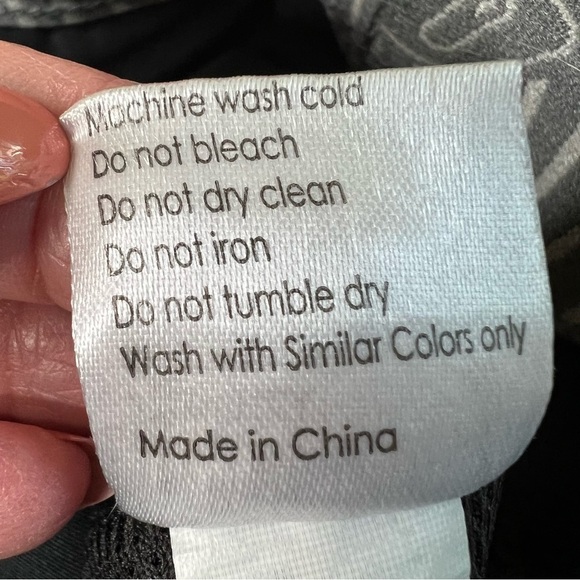 Machine wash cold
Do not bleach
Do not dry clean
Do not iron
Do not tumble dry
Wash with Similar Colors only
Made in China